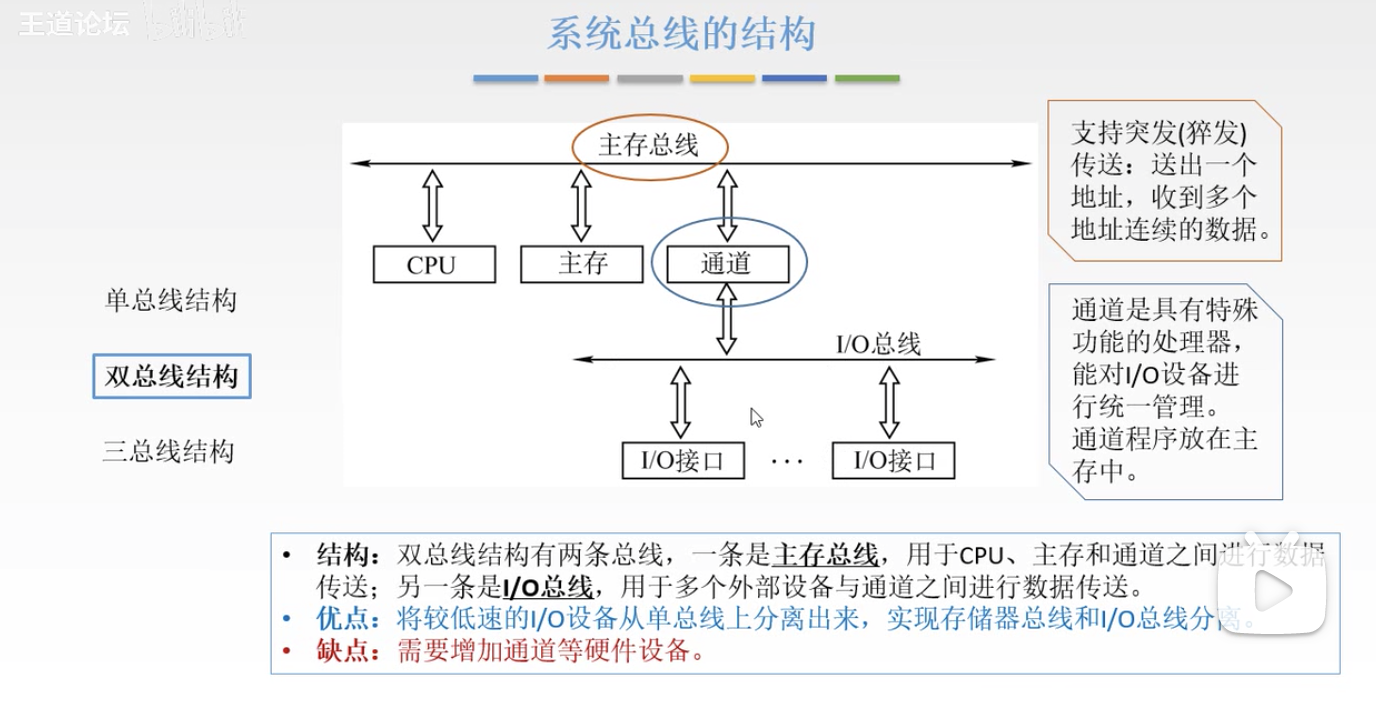 王道论坛 bilibili
系统总线的结构
主存总线
CPU
主存
通道
I/O总线
I/O接口
···
I/O接口
单总线结构
双总线结构
三总线结构
支持突发(猝发)
传送：送出一个
地址，收到多个
地址连续的数据。
通道是具有特殊
功能的处理器，
能对I/O设备进
行统一管理。
通道程序放在主
存中。
• 结构：双总线结构有两条总线，一条是主存总线，用于CPU、主存和通道之间进行数据
传送；另一条是I/O总线，用于多个外部设备与通道之间进行数据传送。
• 优点：将较低速的I/O设备从单总线上分离出来，实现存储器总线和I/O总线分离。
• 缺点：需要增加通道等硬件设备。